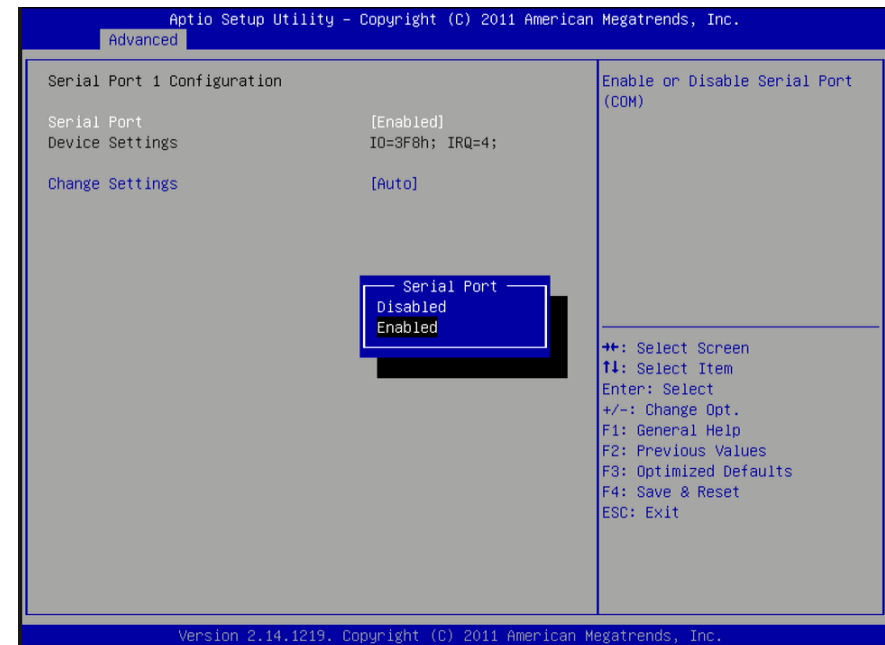 Aptio Setup Utility – Copyright (C) 2011 American Megatrends, Inc.
Advanced
Serial Port 1 Configuration
Serial Port [Enabled]
Device Settings IO=3F8h; IRQ=4;
Change Settings [Auto]
Serial Port
Disabled
Enabled
Enable or Disable Serial Port
(COM)
→←: Select Screen
↑↓: Select Item
Enter: Select
+/-: Change Opt.
F1: General Help
F2: Previous Values
F3: Optimized Defaults
F4: Save & Reset
ESC: Exit
Version 2.14.1219. Copyright (C) 2011 American Megatrends, Inc.